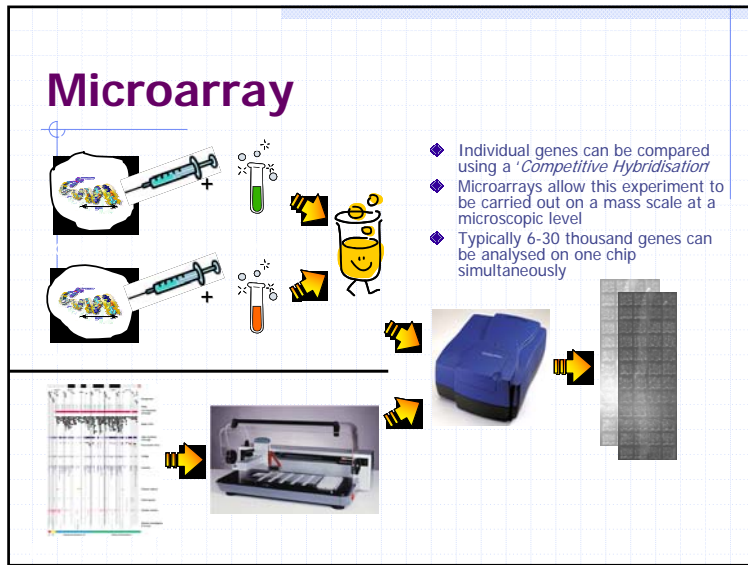 Microarray
+
+
Individual genes can be compared
using a ‘Competitive Hybridisation’
Microarrays allow this experiment to
be carried out on a mass scale at a
microscopic level
Typically 6-30 thousand genes can
be analysed on one chip
simultaneously